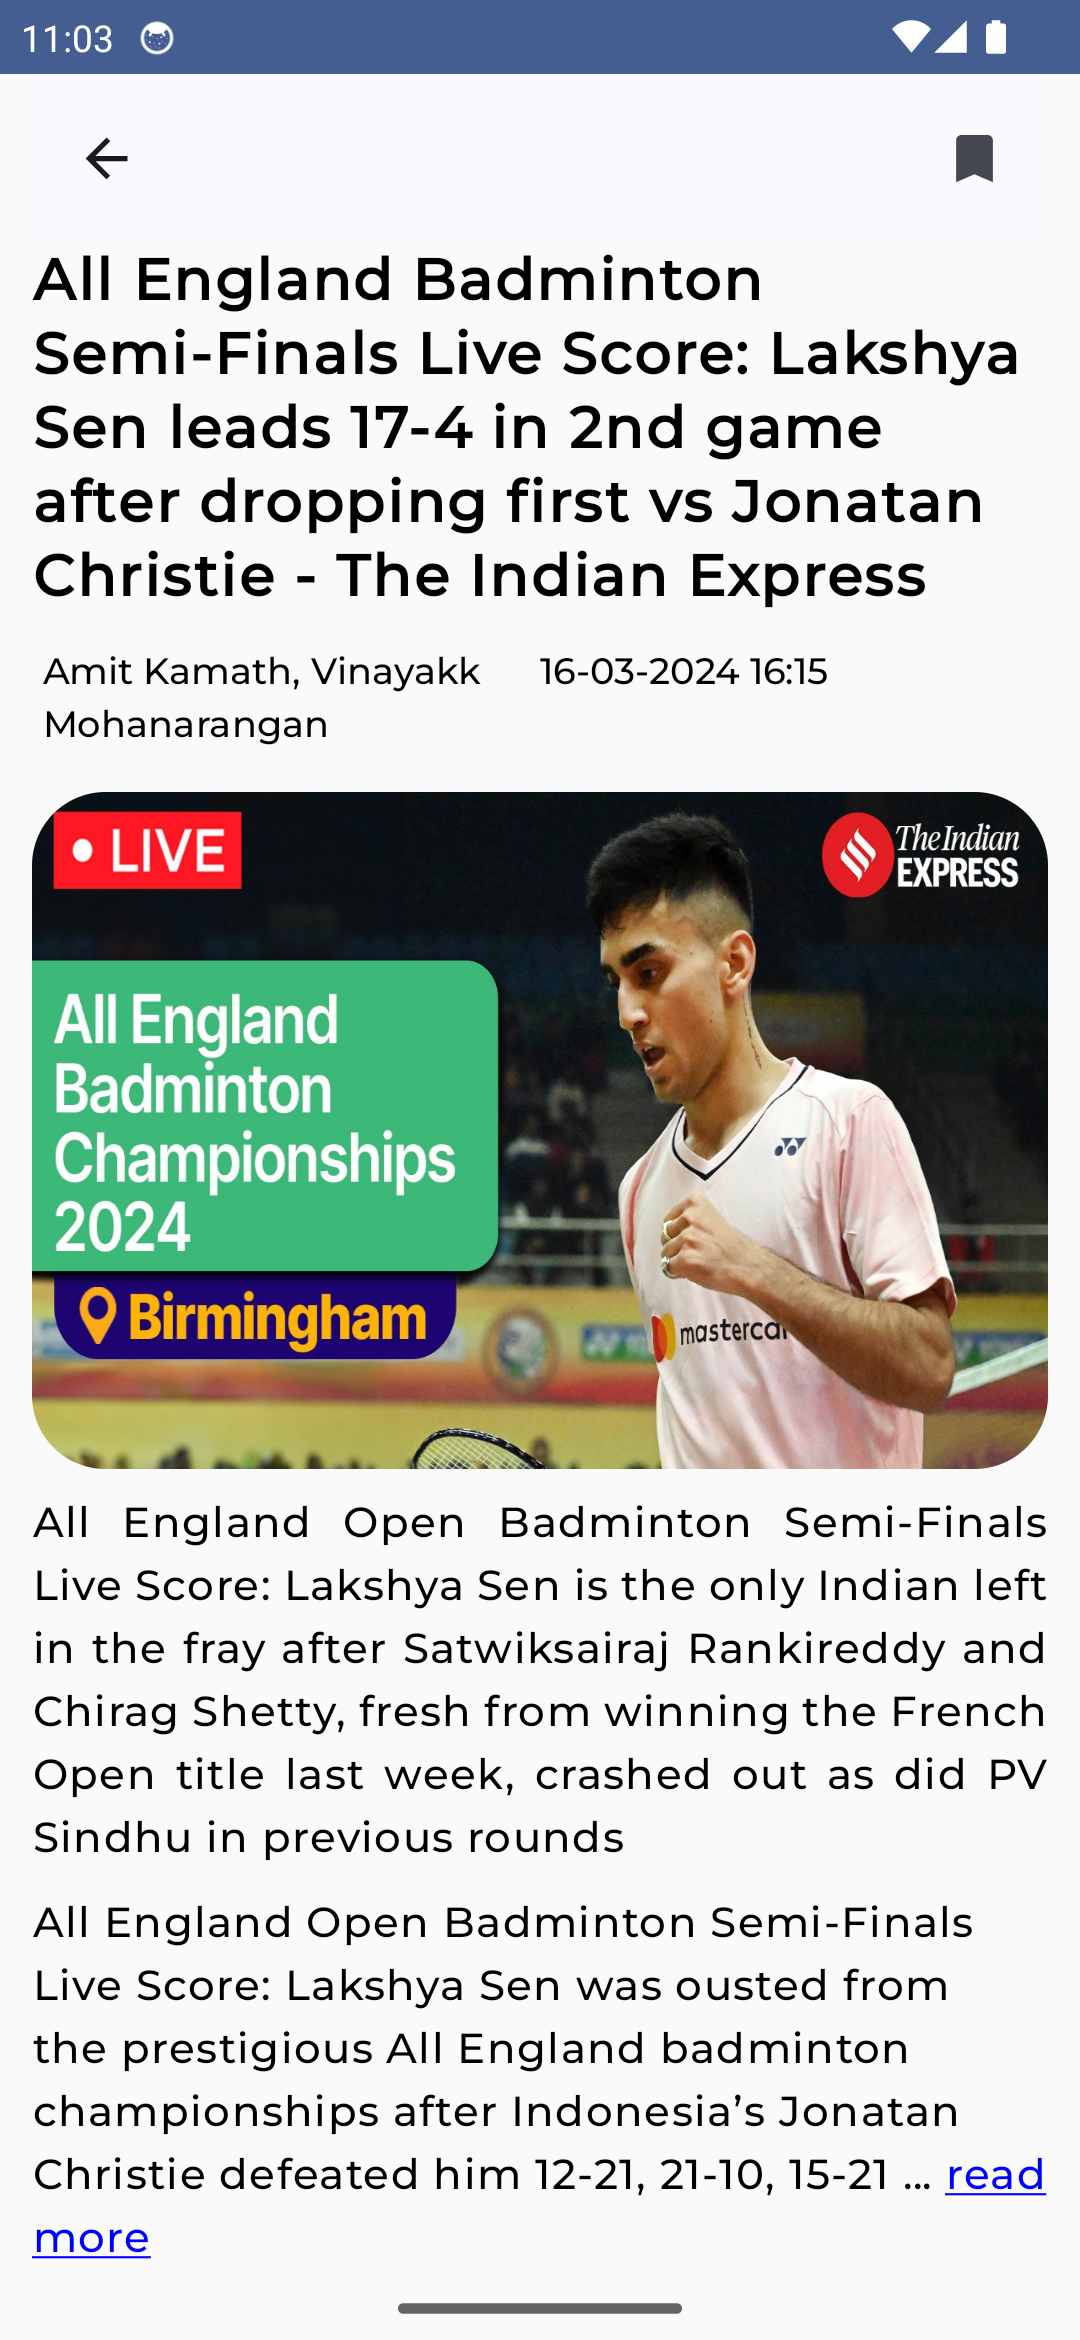 11:03
All England Badminton
Semi-Finals Live Score: Lakshya
Sen leads 17-4 in 2nd game
after dropping first vs Jonatan
Christie - The Indian Express
Amit Kamath, Vinayakk
Mohanarangan
16-03-2024 16:15
• LIVE
The Indian
EXPRESS
All England
Badminton
Championships
2024
Birmingham
mastercar
All England Open Badminton Semi-Finals
Live Score: Lakshya Sen is the only Indian left
in the fray after Satwiksairaj Rankireddy and
Chirag Shetty, fresh from winning the French
Open title last week, crashed out as did PV
Sindhu in previous rounds
All England Open Badminton Semi-Finals
Live Score: Lakshya Sen was ousted from
the prestigious All England badminton
championships after Indonesia’s Jonatan
Christie defeated him 12-21, 21-10, 15-21 ... read
more